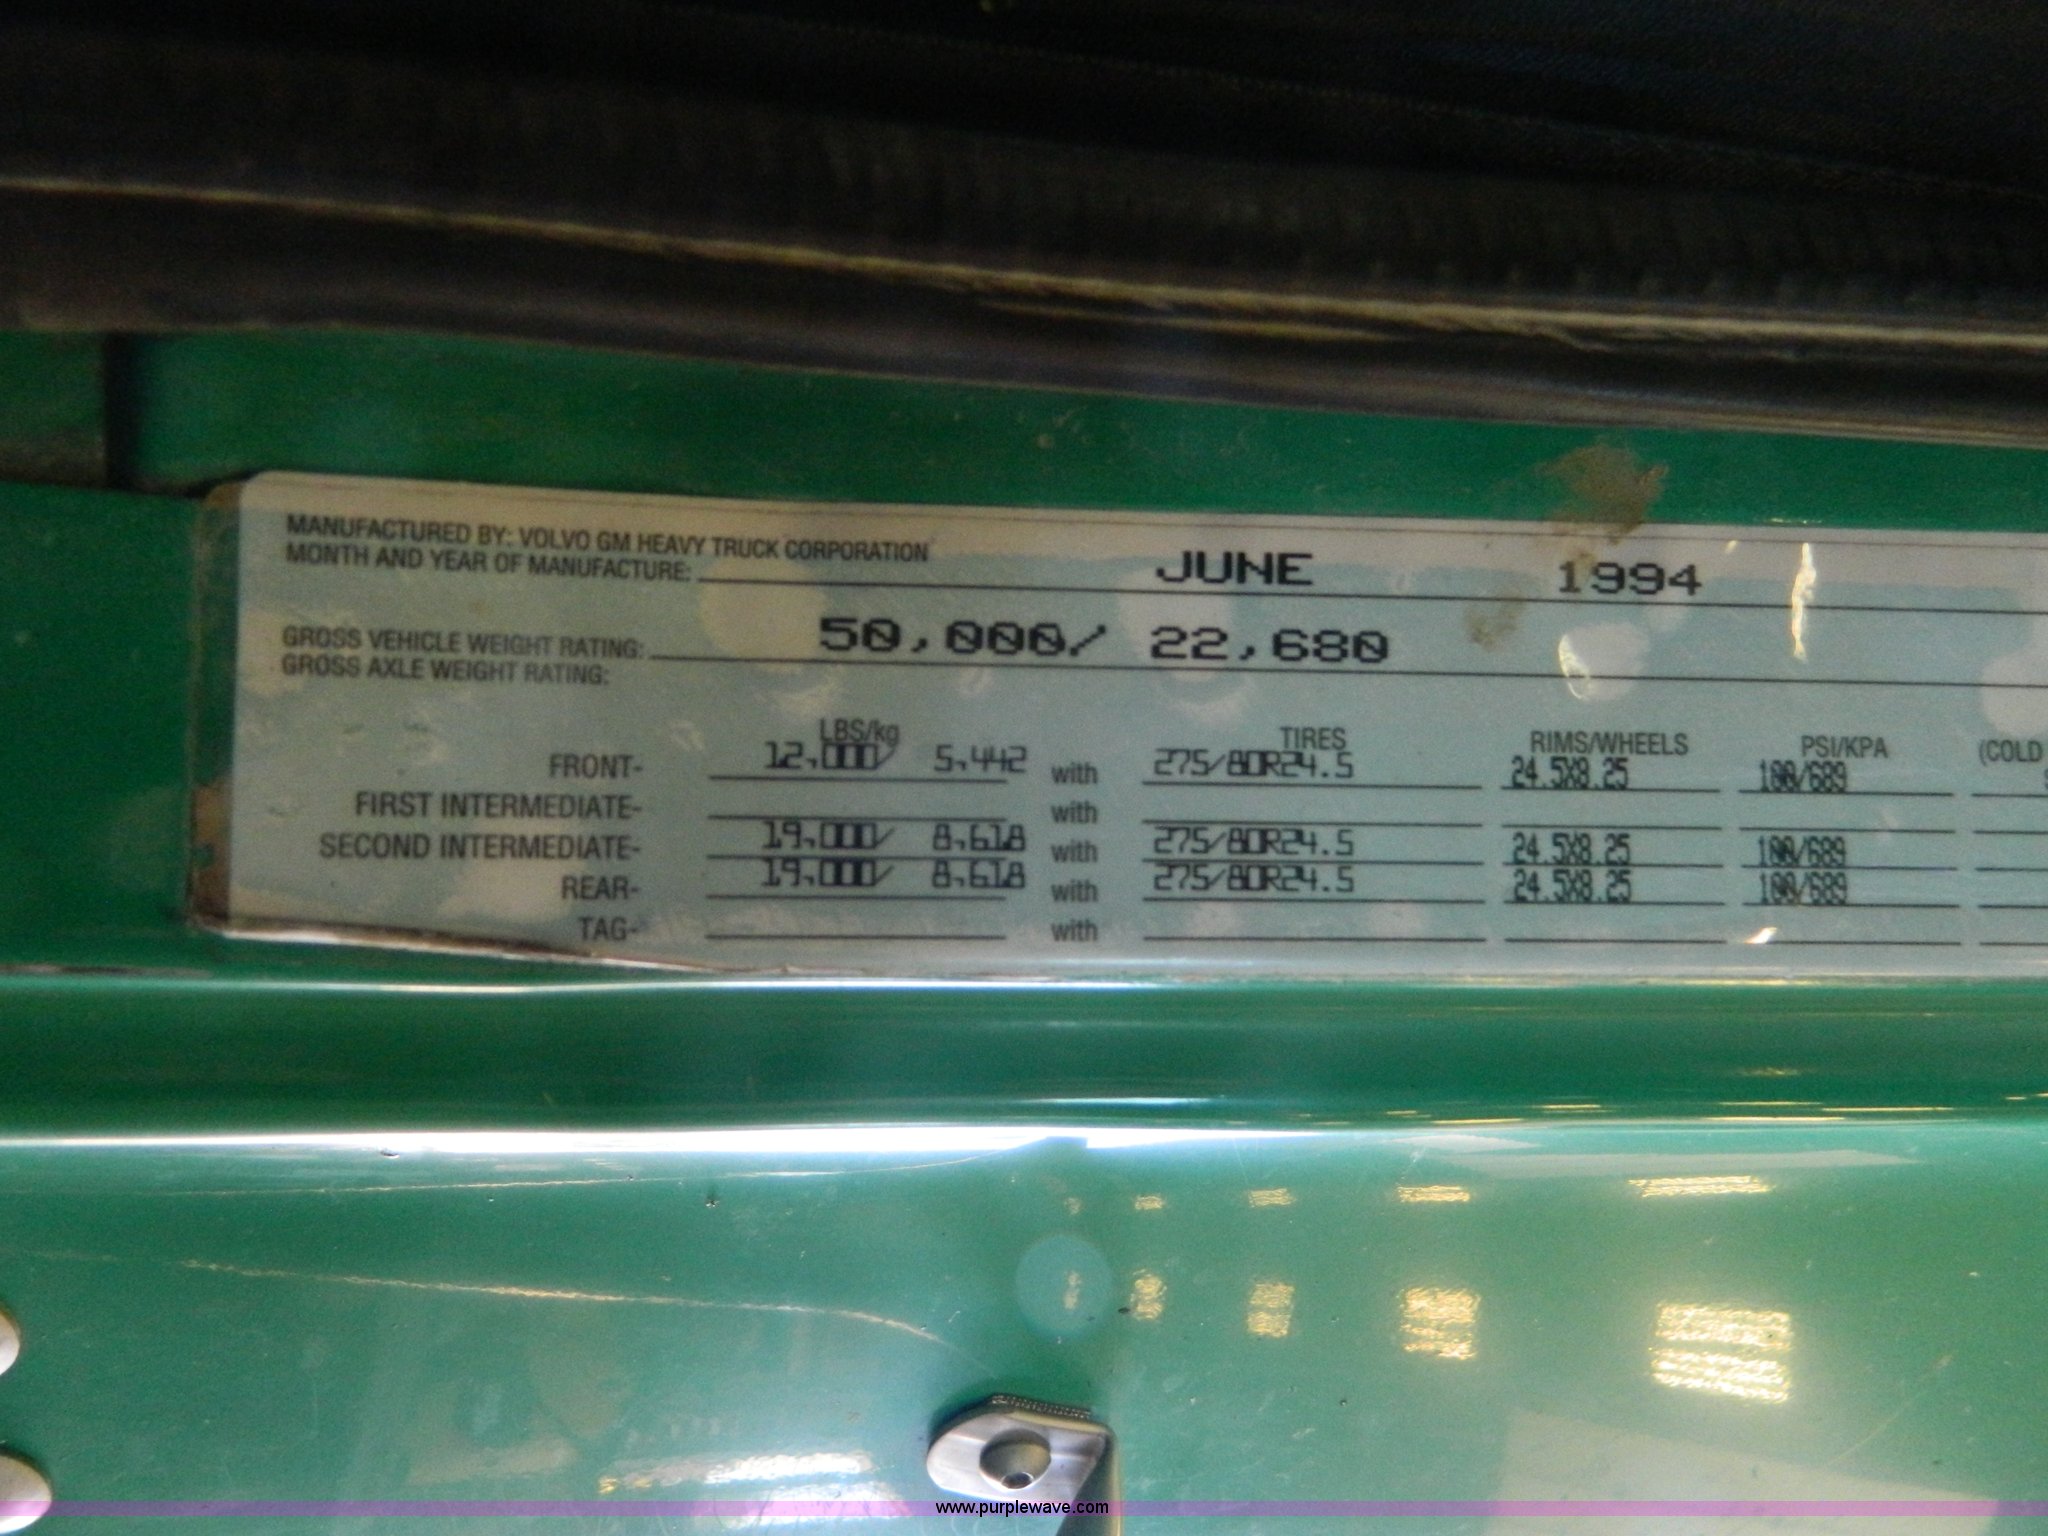 MANUFACTURED BY: VOLVO GM HEAVY TRUCK CORPORATION
MONTH AND YEAR OF MANUFACTURE: JUNE 1994
GROSS VEHICLE WEIGHT RATING: 50,000/ 22,680
GROSS AXLE WEIGHT RATING:
LBS/kg TIRES RIMS/WHEELS PSI/KPA (COLD
FRONT- 12,000/ 5,442 with 275/80R24.5 24.5X8.25 100/689
FIRST INTERMEDIATE- with
SECOND INTERMEDIATE- 19,000/ 8,618 with 275/80R24.5 24.5X8.25 100/689
REAR- 19,000/ 8,618 with 275/80R24.5 24.5X8.25 100/689
TAG- with
www.purplewave.com